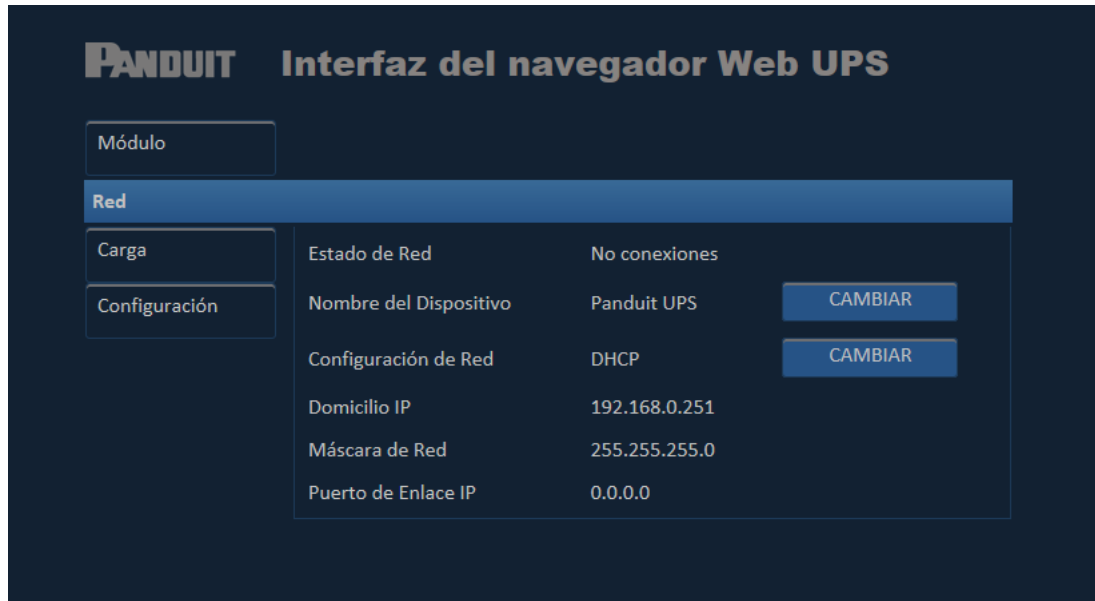 PANDUIT Interfaz del navegador Web UPS
Módulo
Red
Carga
Configuración
Estado de Red No conexiones
Nombre del Dispositivo Panduit UPS CAMBIAR
Configuración de Red DHCP CAMBIAR
Domicilio IP 192.168.0.251
Máscara de Red 255.255.255.0
Puerto de Enlace IP 0.0.0.0